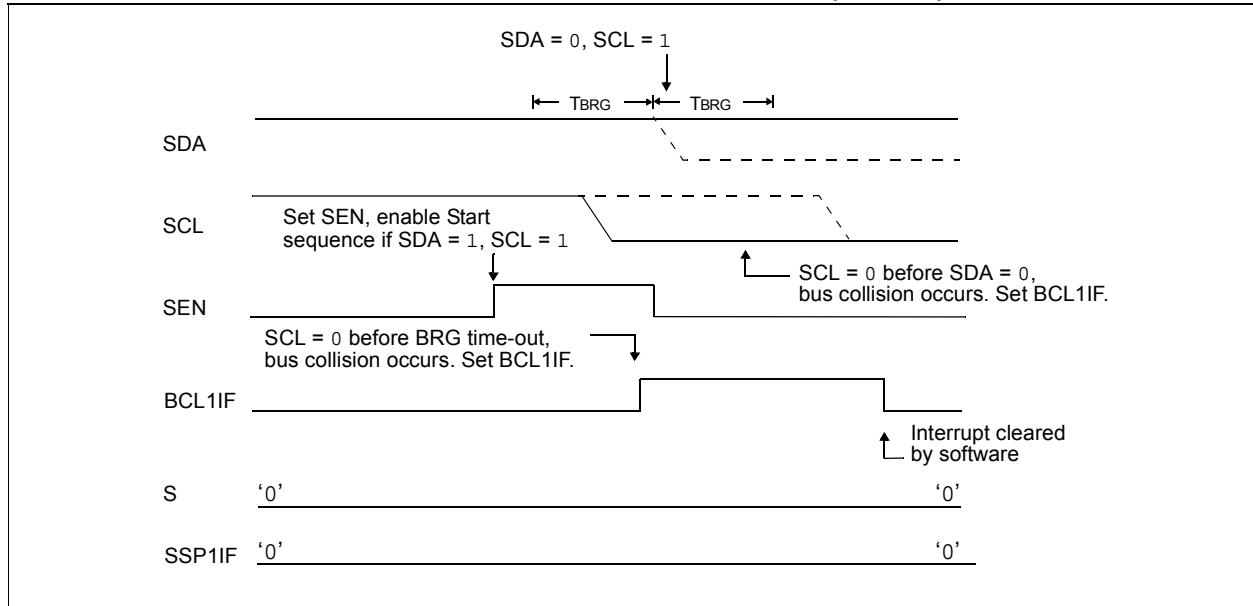 SDA = 0, SCL = 1
TBRG TBRG
SDA
SCL
Set SEN, enable Start
sequence if SDA = 1, SCL = 1
SCL = 0 before SDA = 0,
bus collision occurs. Set BCL1IF.
SEN
SCL = 0 before BRG time-out,
bus collision occurs. Set BCL1IF.
BCL1IF
Interrupt cleared
by software
S ‘0’ ‘0’
SSP1IF ‘0’ ‘0’